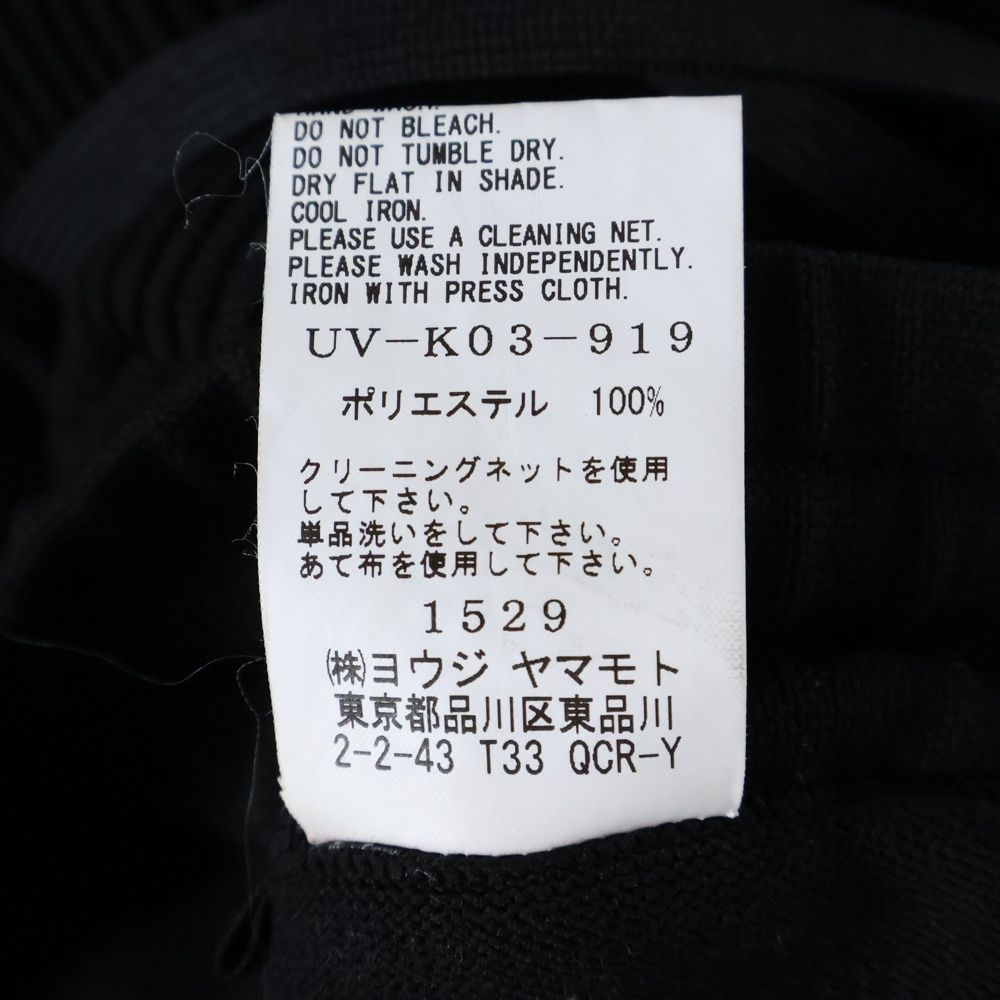 DO NOT BLEACH.
DO NOT TUMBLE DRY.
DRY FLAT IN SHADE.
COOL IRON.
PLEASE USE A CLEANING NET.
PLEASE WASH INDEPENDENTLY.
IRON WITH PRESS CLOTH.
UV-K03-919
ポリエステル 100%
クリーニングネットを使用
して下さい。
単品洗いをして下さい。
あて布を使用して下さい。
1529
㈱ヨウジ ヤマモト
東京都品川区東品川
2-2-43 T33 QCR-Y